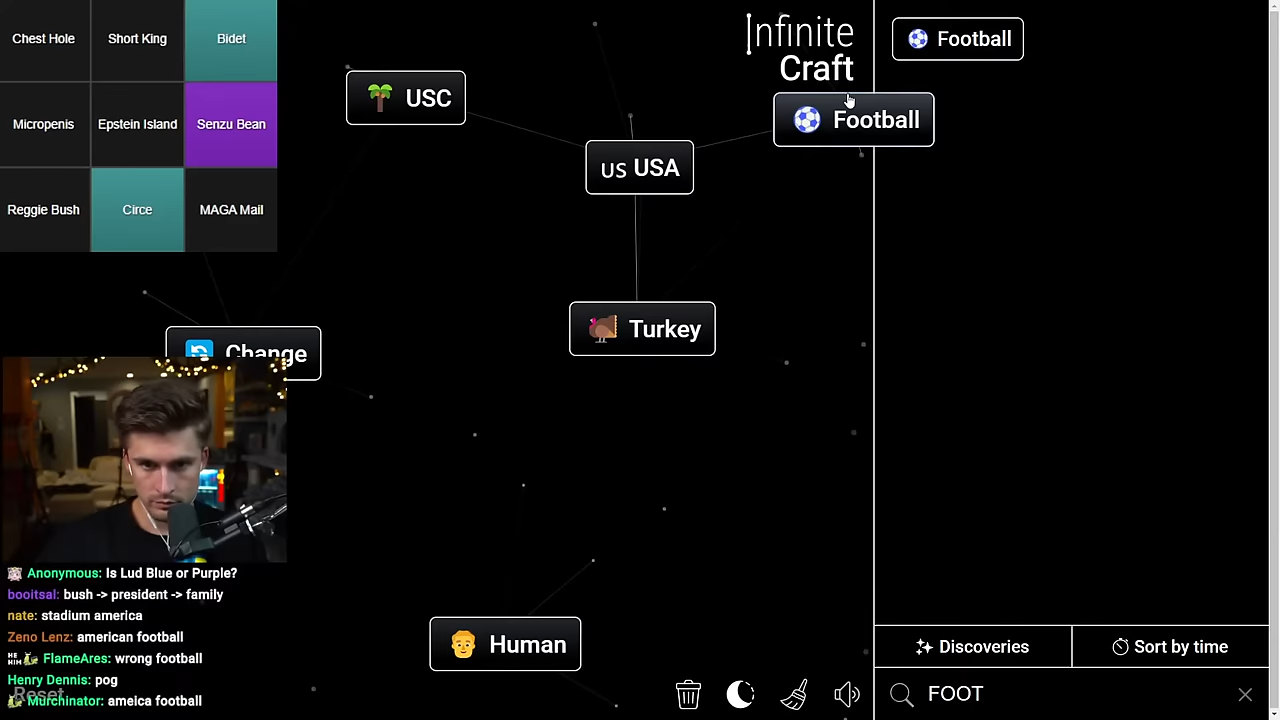 Chest Hole
Short King
Bidet
Micropenis
Epstein Island
Senzu Bean
Reggie Bush
Circe
MAGA Mail
Infinite
Craft
Football
USC
Football
US USA
Turkey
Change
Human
Anonymous: Is Lud Blue or Purple?
booitsal: bush -> president -> family
nate: stadium america
Zeno Lenz: american football
HE HIM FlameAres: wrong football
Henry Dennis: pog
Reset
Murchinator: ameica football
Discoveries
Sort by time
FOOT